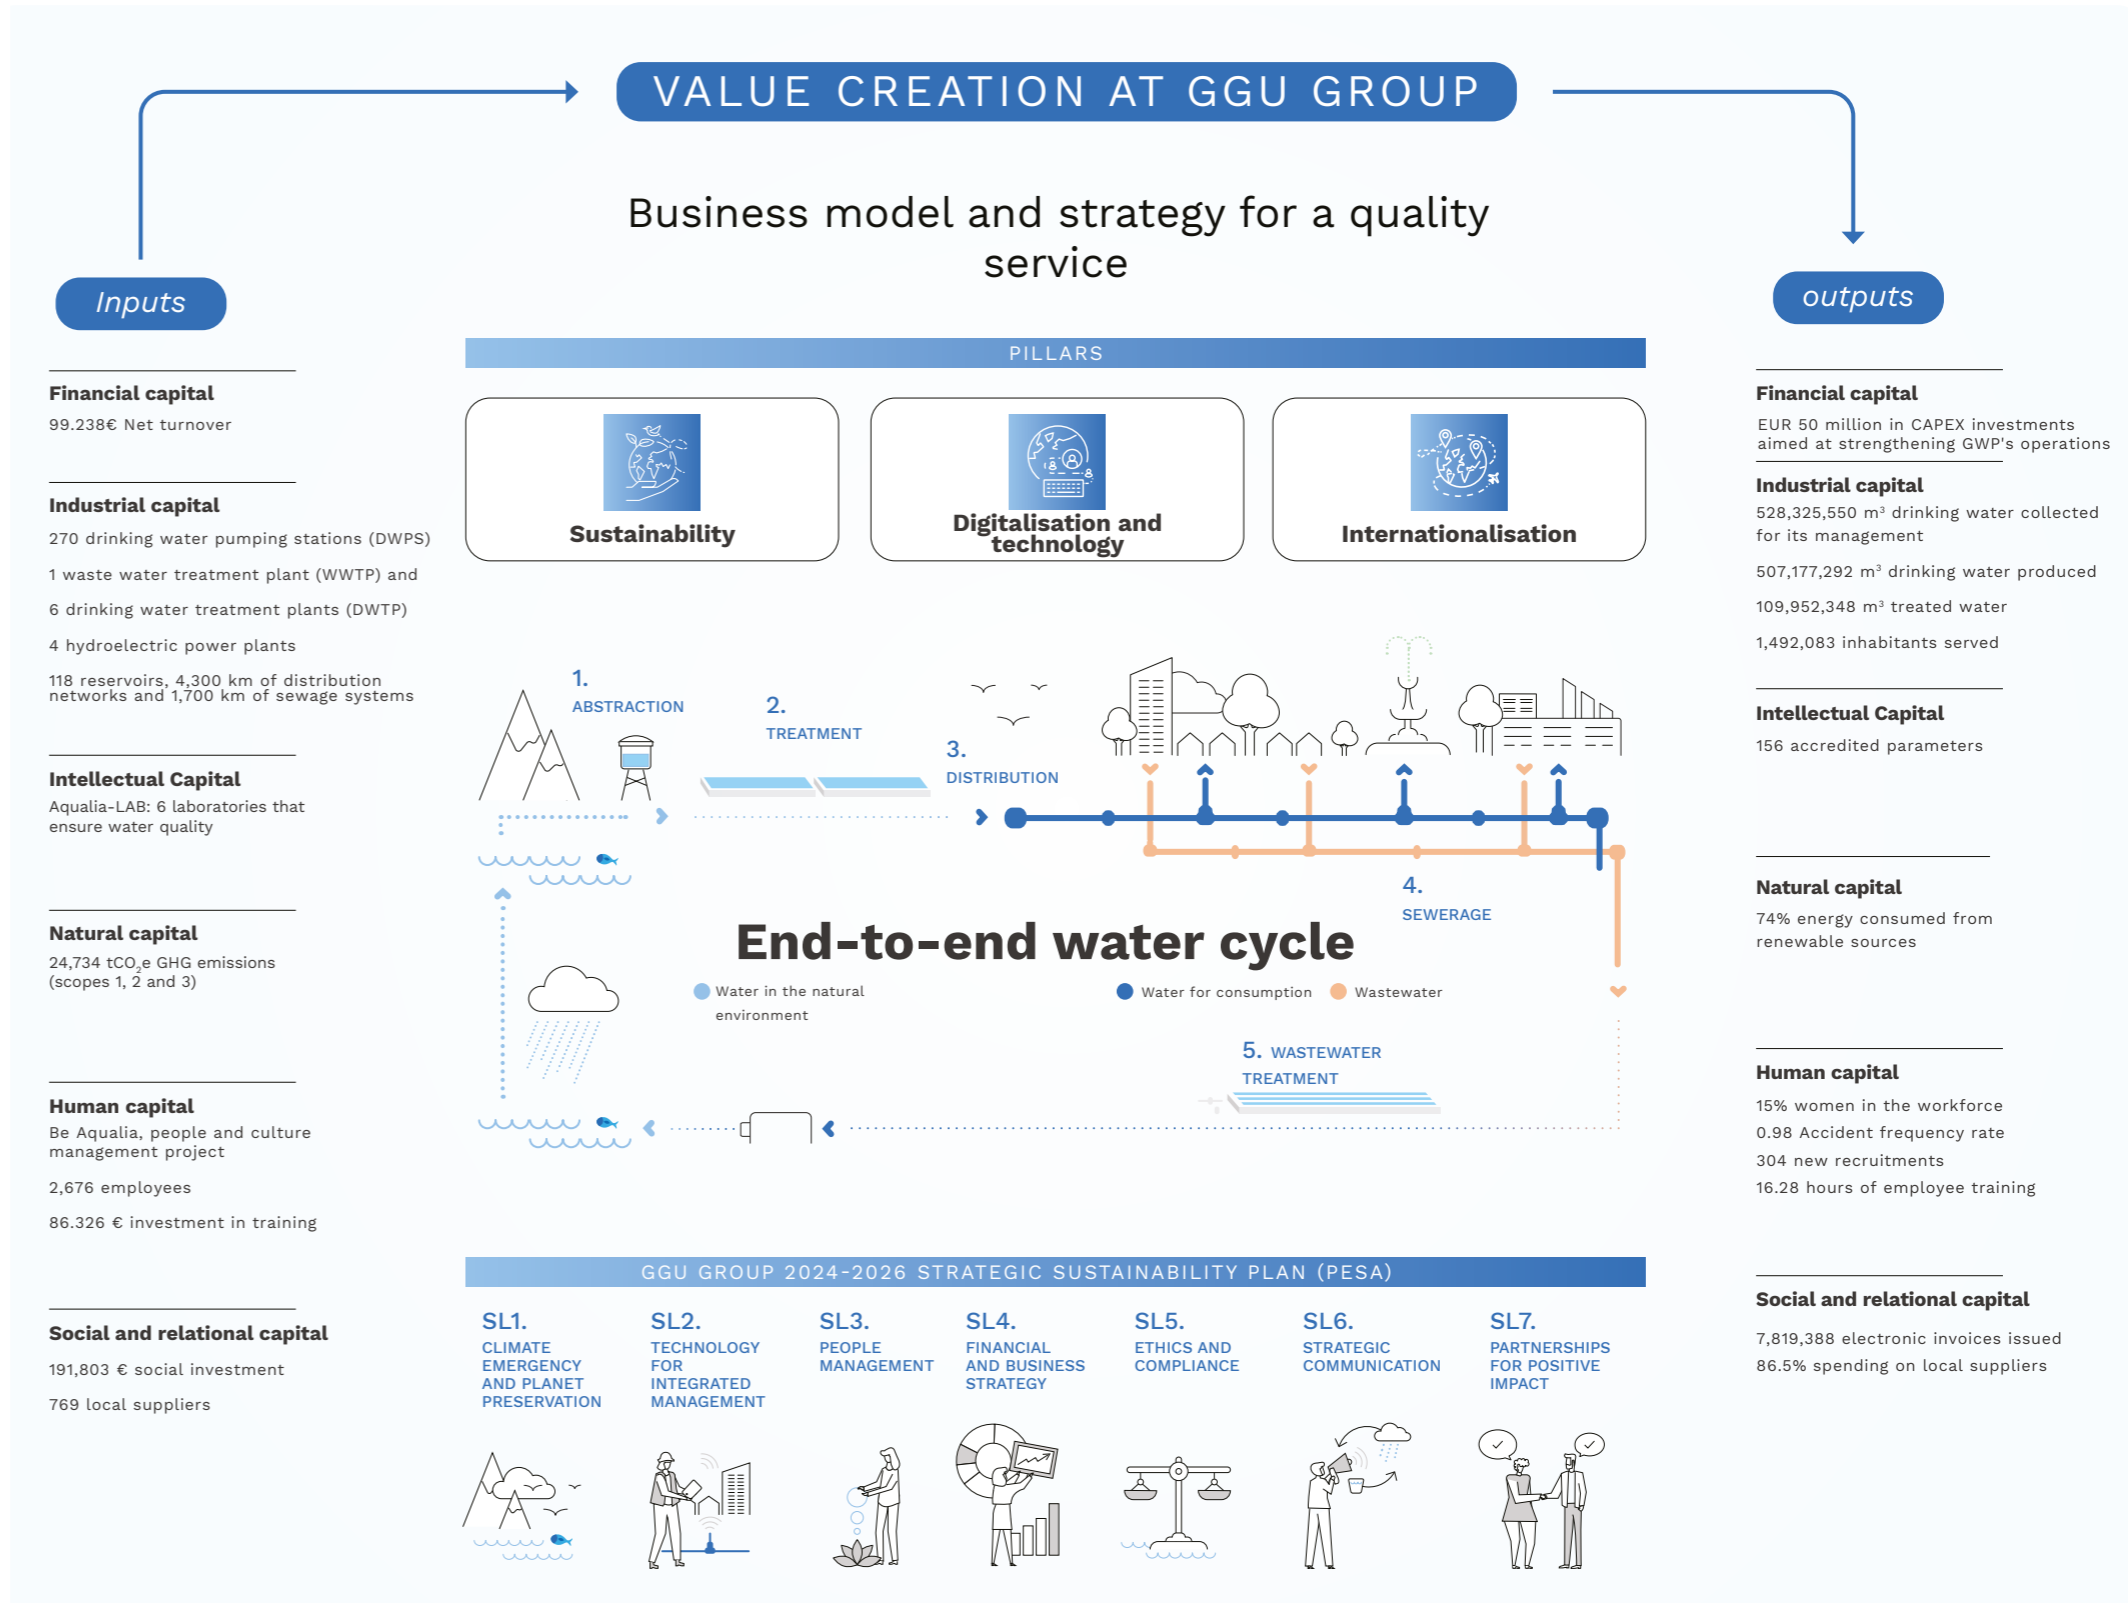 VALUE CREATION AT GGU GROUP
Business model and strategy for a quality
service
Inputs
Financial capital
99.238€ Net turnover
Industrial capital
270 drinking water pumping stations (DWPS)
1 waste water treatment plant (WWTP) and
6 drinking water treatment plants (DWTP)
4 hydroelectric power plants
118 reservoirs, 4,300 km of distribution
networks and 1,700 km of sewage systems
Intellectual Capital
Aqualia-LAB: 6 laboratories that
ensure water quality
Natural capital
24,734 tCO₂e GHG emissions
(scopes 1, 2 and 3)
Human capital
Be Aqualia, people and culture
management project
2,676 employees
86.326 € investment in training
Social and relational capital
191,803 € social investment
769 local suppliers
PILLARS
Sustainability
Digitalisation and
technology
Internationalisation
1.
ABSTRACTION
2.
TREATMENT
3.
DISTRIBUTION
4.
SEWERAGE
End-to-end water cycle
Water in the natural
environment
Water for consumption
Wastewater
5. WASTEWATER
TREATMENT
GGU GROUP 2024-2026 STRATEGIC SUSTAINABILITY PLAN (PESA)
SL1.
CLIMATE
EMERGENCY
AND PLANET
PRESERVATION
SL2.
TECHNOLOGY
FOR
INTEGRATED
MANAGEMENT
SL3.
PEOPLE
MANAGEMENT
SL4.
FINANCIAL
AND BUSINESS
STRATEGY
SL5.
ETHICS AND
COMPLIANCE
SL6.
STRATEGIC
COMMUNICATION
SL7.
PARTNERSHIPS
FOR POSITIVE
IMPACT
outputs
Financial capital
EUR 50 million in CAPEX investments
aimed at strengthening GWP's operations
Industrial capital
528,325,550 m³ drinking water collected
for its management
507,177,292 m³ drinking water produced
109,952,348 m³ treated water
1,492,083 inhabitants served
Intellectual Capital
156 accredited parameters
Natural capital
74% energy consumed from
renewable sources
Human capital
15% women in the workforce
0.98 Accident frequency rate
304 new recruitments
16.28 hours of employee training
Social and relational capital
7,819,388 electronic invoices issued
86.5% spending on local suppliers